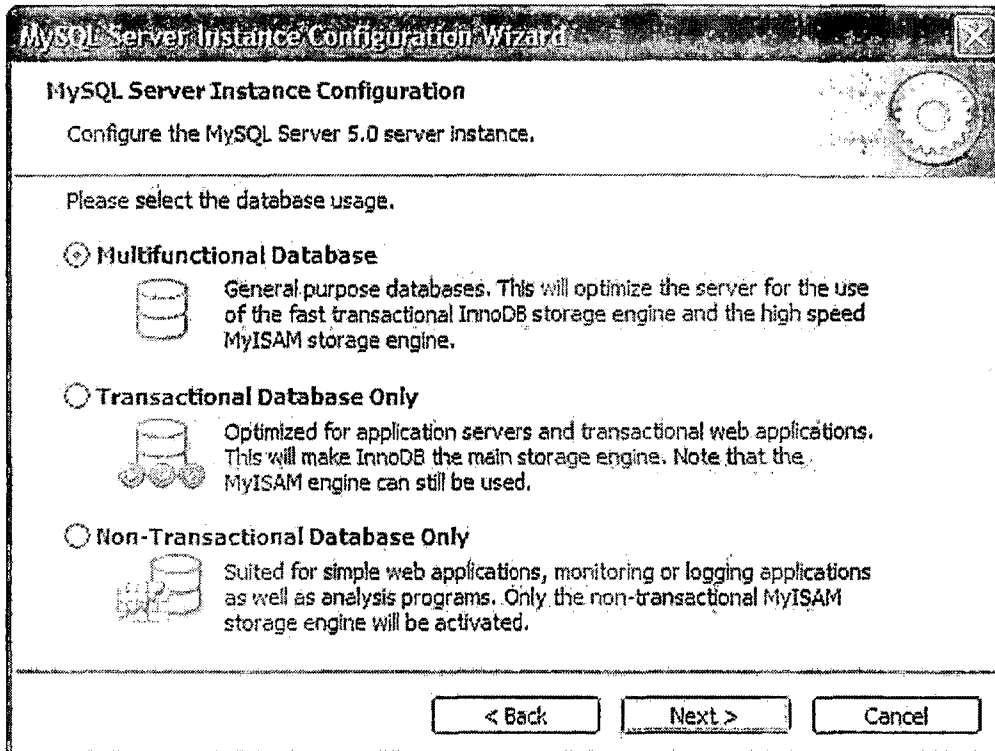 MySQL Server Instance Configuration Wizard
MySQL Server Instance Configuration
Configure the MySQL Server 5.0 server instance.
Please select the database usage.
Multifunctional Database
General purpose databases. This will optimize the server for the use
of the fast transactional InnoDB storage engine and the high speed
MyISAM storage engine.
Transactional Database Only
Optimized for application servers and transactional web applications.
This will make InnoDB the main storage engine. Note that the
MyISAM engine can still be used.
Non-Transactional Database Only
Suited for simple web applications, monitoring or logging applications
as well as analysis programs. Only the non-transactional MyISAM
storage engine will be activated.
< Back
Next >
Cancel